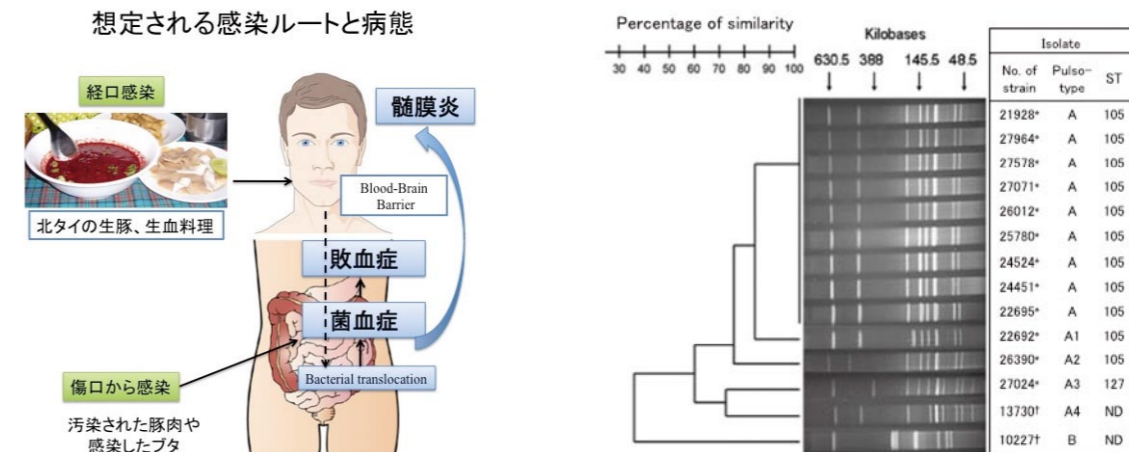 想定される感染ルートと病態
経口感染
北タイの生豚、生血料理
髄膜炎
Blood-Brain
Barrier
敗血症
菌血症
Bacterial translocation
傷口から感染
汚染された豚肉や
感染したブタ
Percentage of similarity
30 40 50 60 70 80 90 100
Kilobases
630.5 388 145.5 48.5
Isolate
No. of strain Pulso-type ST
21928* A 105
27964* A 105
27578* A 105
27071* A 105
26012* A 105
25780* A 105
24524* A 105
24451* A 105
22695* A 105
22692* A1 105
26390* A2 105
27024* A3 127
13730† A4 ND
10227† B ND